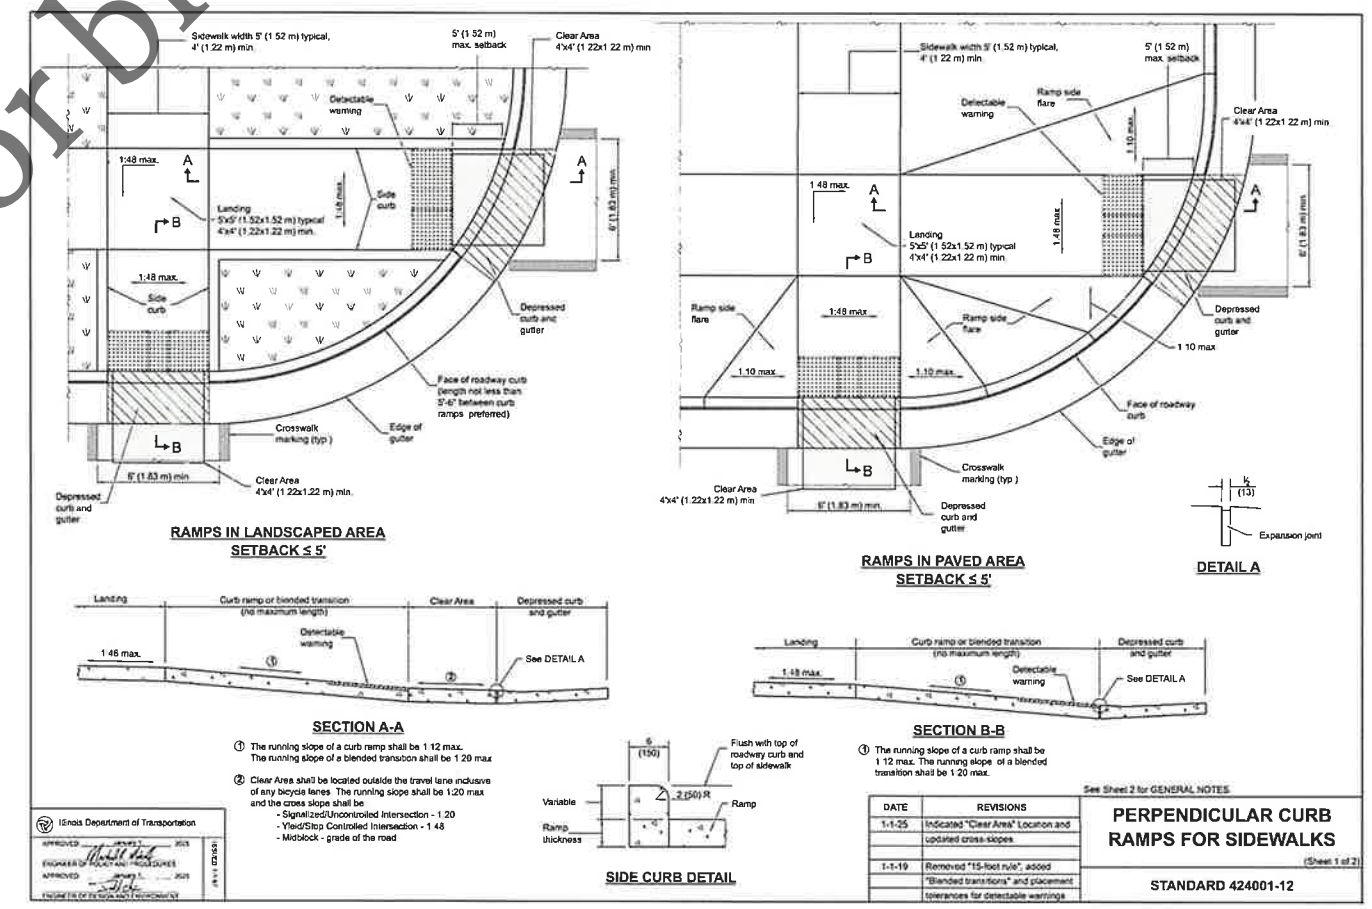 or b
Sidewalk width 5' (1.52 m) typical,
4' (1.22 m) min.
5' (1.52 m)
max. setback
Clear Area
4'x4' (1.22x1.22 m) min
Detectable
warning
1:48 max.
A
A
B
Landing
5'x5' (1.52x1.52 m) typical
4'x4' (1.22x1.22 m) min.
1:48 max.
Side
curb
6' (1.83 m) min.
1:48 max.
Side
curb
Depressed
curb and
gutter
Face of roadway curb
(length not less than
5'-6" between curb
ramps preferred)
Edge of
gutter
Crosswalk
marking (typ.)
B
6' (1.83 m) min
Clear Area
4'x4' (1.22x1.22 m) min.
Depressed
curb and
gutter
RAMPS IN LANDSCAPED AREA
SETBACK ≤ 5'
Sidewalk width 5' (1.52 m) typical,
4' (1.22 m) min
5' (1.52 m)
max. setback
Ramp side
flare
Detectable
warning
Clear Area
4'x4' (1.22x1.22 m) min
1:10 max.
1:48 max.
A
A
B
Landing
5'x5' (1.52x1.52 m) typical
4'x4' (1.22x1.22 m) min.
1:48 max.
6' (1.83 m) min.
Ramp side
flare
1:48 max.
Ramp side
flare
Depressed
curb and
gutter
1:10 max
1:10 max.
1:10 max.
Face of roadway
curb
Edge of
gutter
B
Crosswalk
marking (typ.)
Clear Area
4'x4' (1.22x1.22 m) min
6' (1.83 m) min.
Depressed
curb and
gutter
RAMPS IN PAVED AREA
SETBACK ≤ 5'
½
(13)
Expansion joint
DETAIL A
Landing
Curb ramp or blended transition
(no maximum length)
Clear Area
Depressed curb
and gutter
Detectable
warning
1:48 max.
①
②
See DETAIL A
SECTION A-A
① The running slope of a curb ramp shall be 1:12 max.
The running slope of a blended transition shall be 1:20 max
② Clear Area shall be located outside the travel lane inclusive
of any bicycle lanes. The running slope shall be 1:20 max
and the cross slope shall be
- Signalized/Uncontrolled Intersection - 1:20
- Yield/Stop Controlled Intersection - 1:48
- Midblock - grade of the road
Landing
Curb ramp or blended transition
(no maximum length)
Depressed curb
and gutter
Detectable
warning
1:48 max.
①
See DETAIL A
SECTION B-B
① The running slope of a curb ramp shall be
1:12 max. The running slope of a blended
transition shall be 1:20 max.
6
(150)
Flush with top of
roadway curb and
top of sidewalk
2 (50) R
Ramp
Variable
Ramp
thickness
SIDE CURB DETAIL
See Sheet 2 for GENERAL NOTES.
Illinois Department of Transportation
APPROVED January 1, 2025
ENGINEER OF POLICY AND PROCEDURES
APPROVED January 1, 2025
ENGINEER OF DESIGN AND ENVIRONMENT
DATE REVISIONS
1-1-25 Indicated "Clear Area" Location and
updated cross-slopes.
1-1-19 Removed "15-foot rule", added
"Blended transitions" and placement
tolerances for detectable warnings
PERPENDICULAR CURB
RAMPS FOR SIDEWALKS
(Sheet 1 of 2)
STANDARD 424001-12